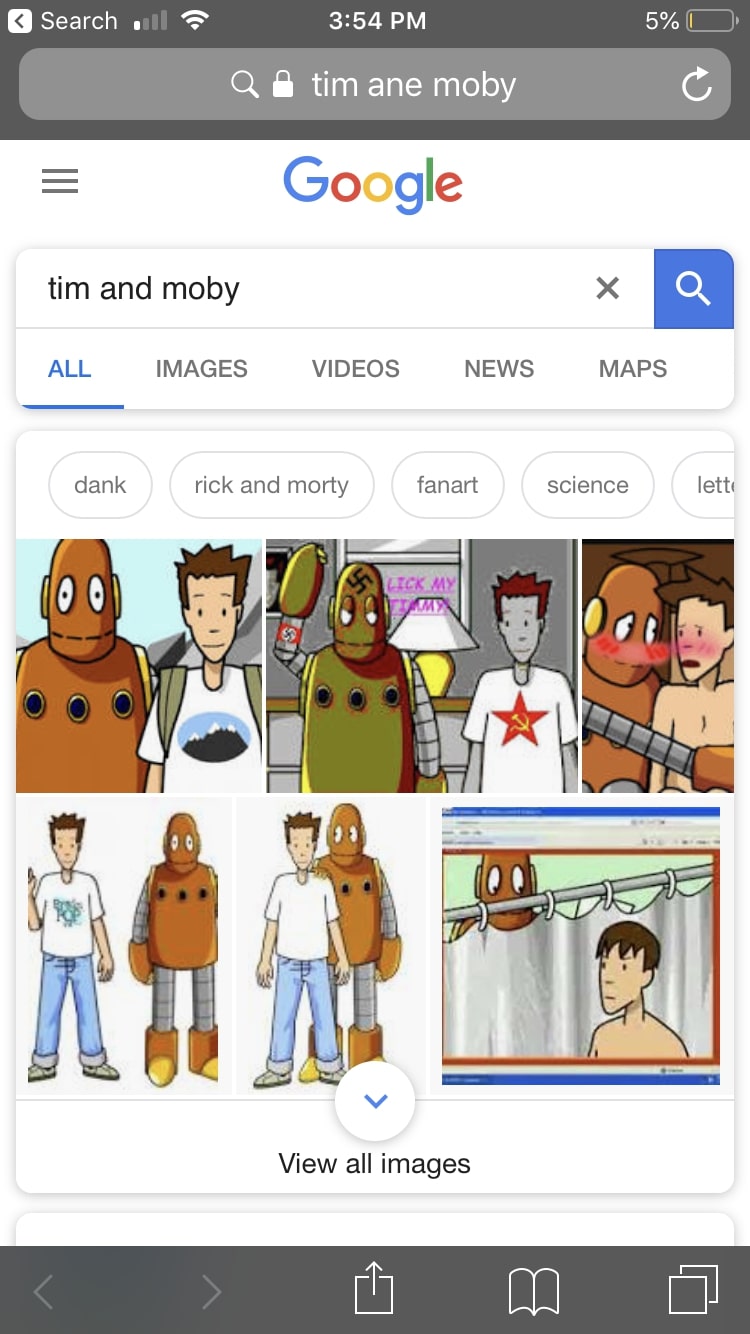 Search
3:54 PM
5%
tim ane moby
Google
tim and moby
ALL IMAGES VIDEOS NEWS MAPS
dank rick and morty fanart science lette
LICK MY
TIMMY!
View all images